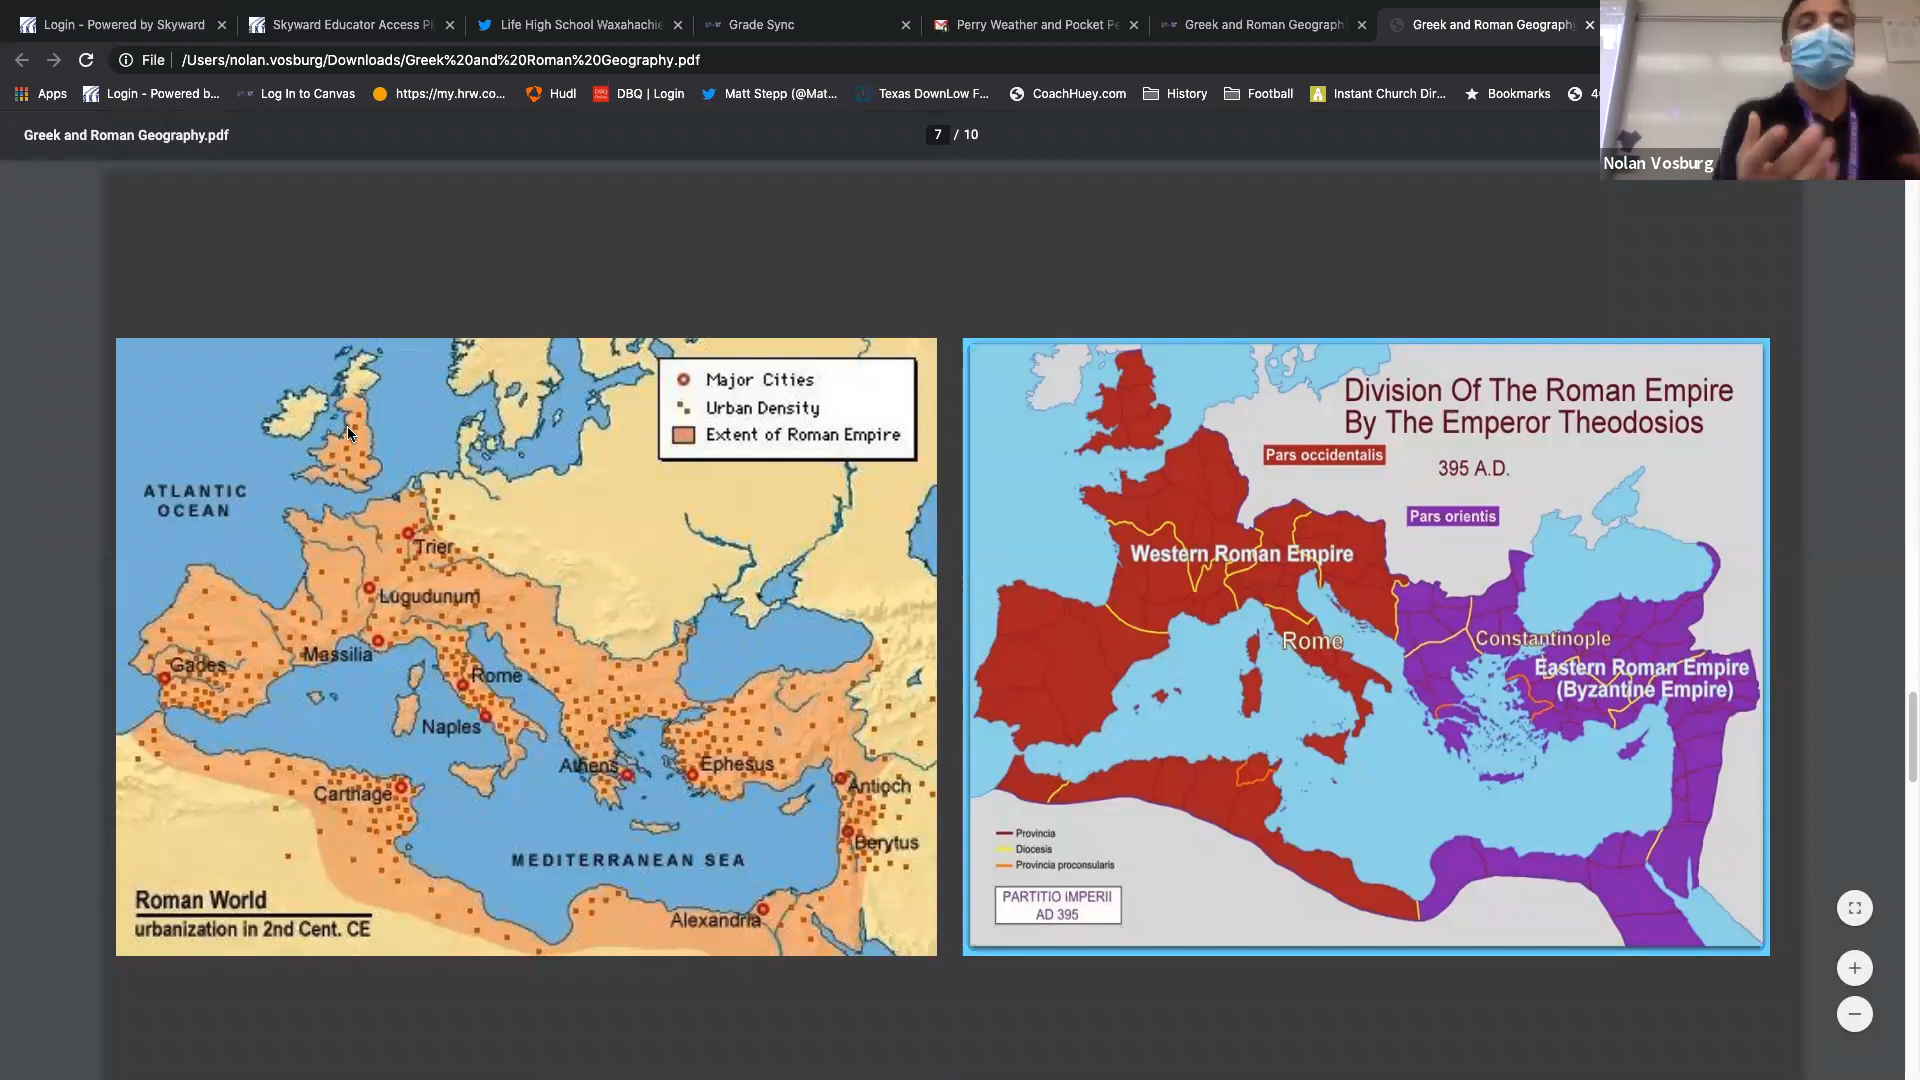 Login - Powered by Skyward
Skyward Educator Access Pl
Life High School Waxahachie
Grade Sync
Perry Weather and Pocket Pe
Greek and Roman Geograph
Greek and Roman Geography
File
/Users/nolan.vosburg/Downloads/Greek%20and%20Roman%20Geography.pdf
Apps
Login - Powered b...
Log In to Canvas
https://my.hrw.co...
Hudl
DBQ | Login
Matt Stepp (@Mat...
Texas DownLow F...
CoachHuey.com
History
Football
Instant Church Dir...
Bookmarks
Greek and Roman Geography.pdf
7 / 10
Nolan Vosburg
Major Cities
Urban Density
Extent of Roman Empire
ATLANTIC
OCEAN
Trier
Lugudunum
Massilia
Gades
Rome
Naples
Athens
Ephesus
Antioch
Carthage
Berytus
MEDITERRANEAN SEA
Alexandria
Roman World
urbanization in 2nd Cent. CE
Division Of The Roman Empire
By The Emperor Theodosios
395 A.D.
Pars occidentalis
Pars orientis
Western Roman Empire
Rome
Constantinople
Eastern Roman Empire
(Byzantine Empire)
Provincia
Diocesis
Provincia proconsularis
PARTITIO IMPERII
AD 395